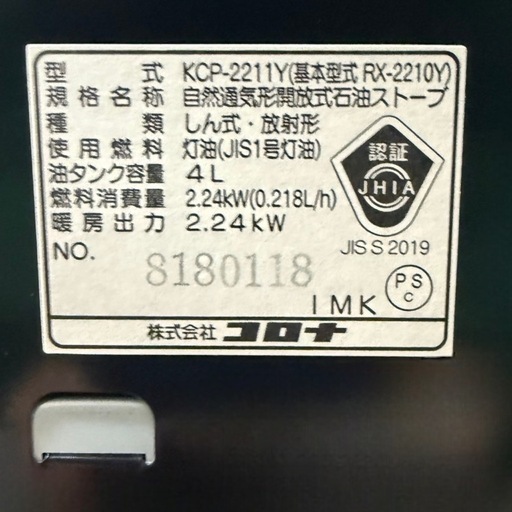 型式 KCP-2211Y(基本型式 RX-2210Y)
規格名称 自然通気形開放式石油ストーブ
種類 しん式・放射形
使用燃料 灯油(JIS1号灯油)
油タンク容量 4L
燃料消費量 2.24kW(0.218L/h)
暖房出力 2.24kW
認証
JHIA
JIS S 2019
NO. 8180118
IMK
PS
C
株式会社 コロナ